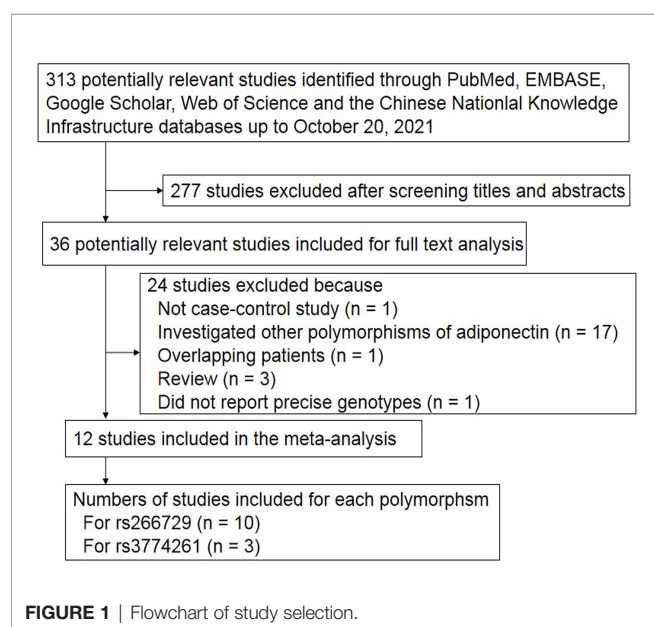 313 potentially relevant studies identified through PubMed, EMBASE,
Google Scholar, Web of Science and the Chinese Nationlal Knowledge
Infrastructure databases up to October 20, 2021
277 studies excluded after screening titles and abstracts
36 potentially relevant studies included for full text analysis
24 studies excluded because
Not case-control study (n = 1)
Investigated other polymorphisms of adiponectin (n = 17)
Overlapping patients (n = 1)
Review (n = 3)
Did not report precise genotypes (n = 1)
12 studies included in the meta-analysis
Numbers of studies included for each polymorphsm
For rs266729 (n = 10)
For rs3774261 (n = 3)
FIGURE 1 | Flowchart of study selection.